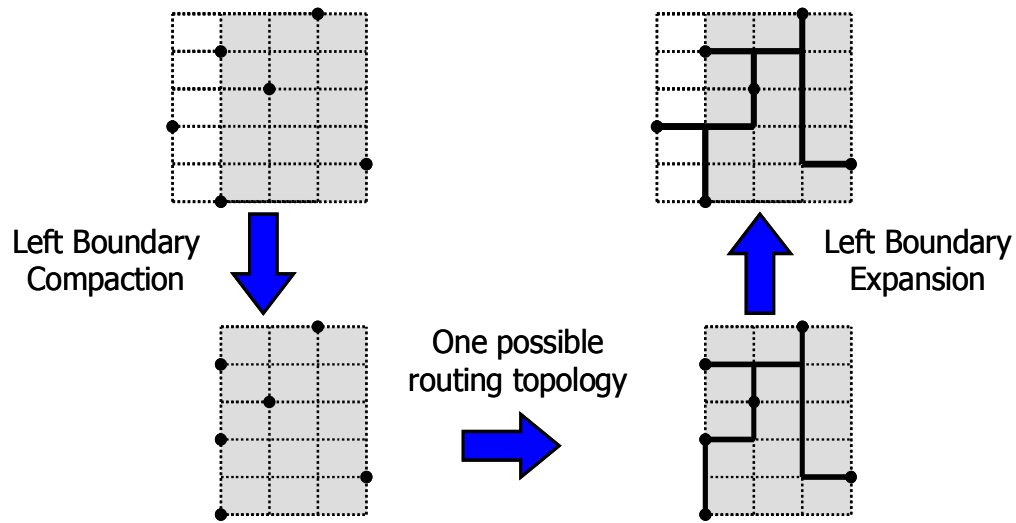 Left Boundary
Compaction
One possible
routing topology
Left Boundary
Expansion